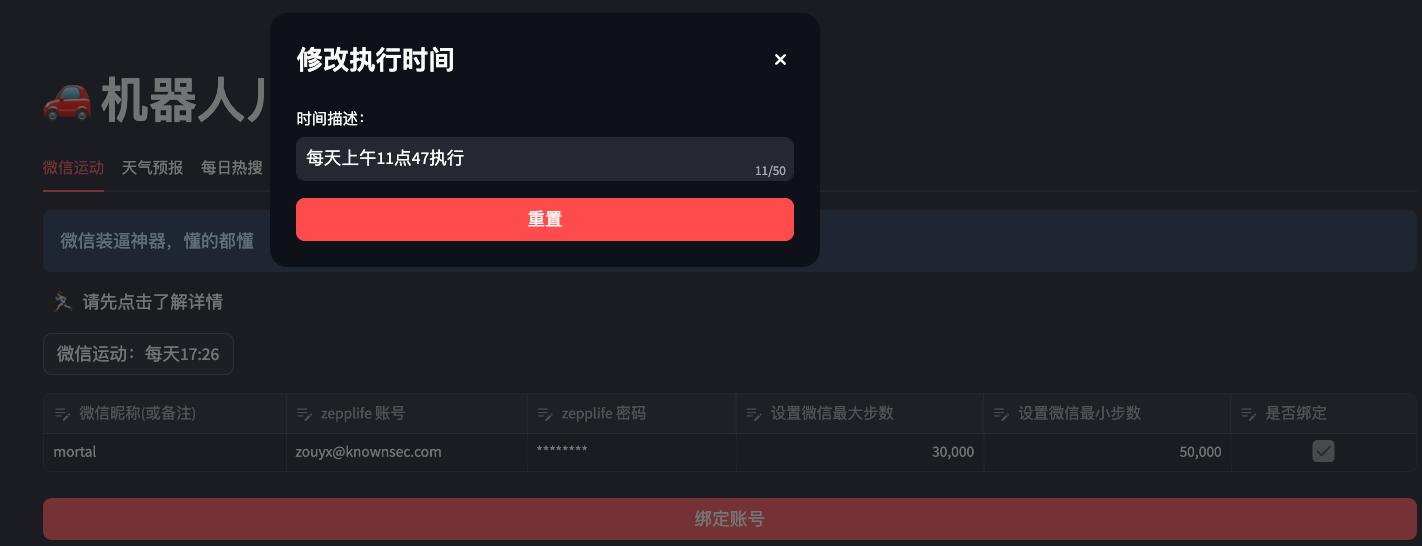 修改执行时间
时间描述：
每天上午11点47执行
11/50
重置
机器人
微信运动 天气预报 每日热搜
微信装逼神器，懂的都懂
请先点击了解详情
微信运动：每天17:26
微信昵称(或备注) zepplife 账号 zepplife 密码 设置微信最大步数 设置微信最小步数 是否绑定
mortal zouyx@knownsec.com ******** 30,000 50,000
绑定账号